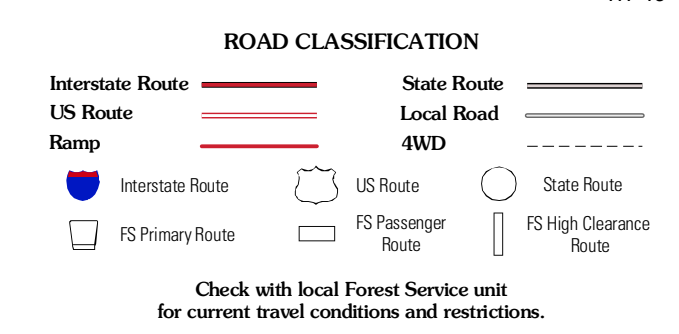 ROAD CLASSIFICATION
Interstate Route
State Route
US Route
Local Road
Ramp
4WD
Interstate Route
US Route
State Route
FS Primary Route
FS Passenger
Route
FS High Clearance
Route
Check with local Forest Service unit
for current travel conditions and restrictions.